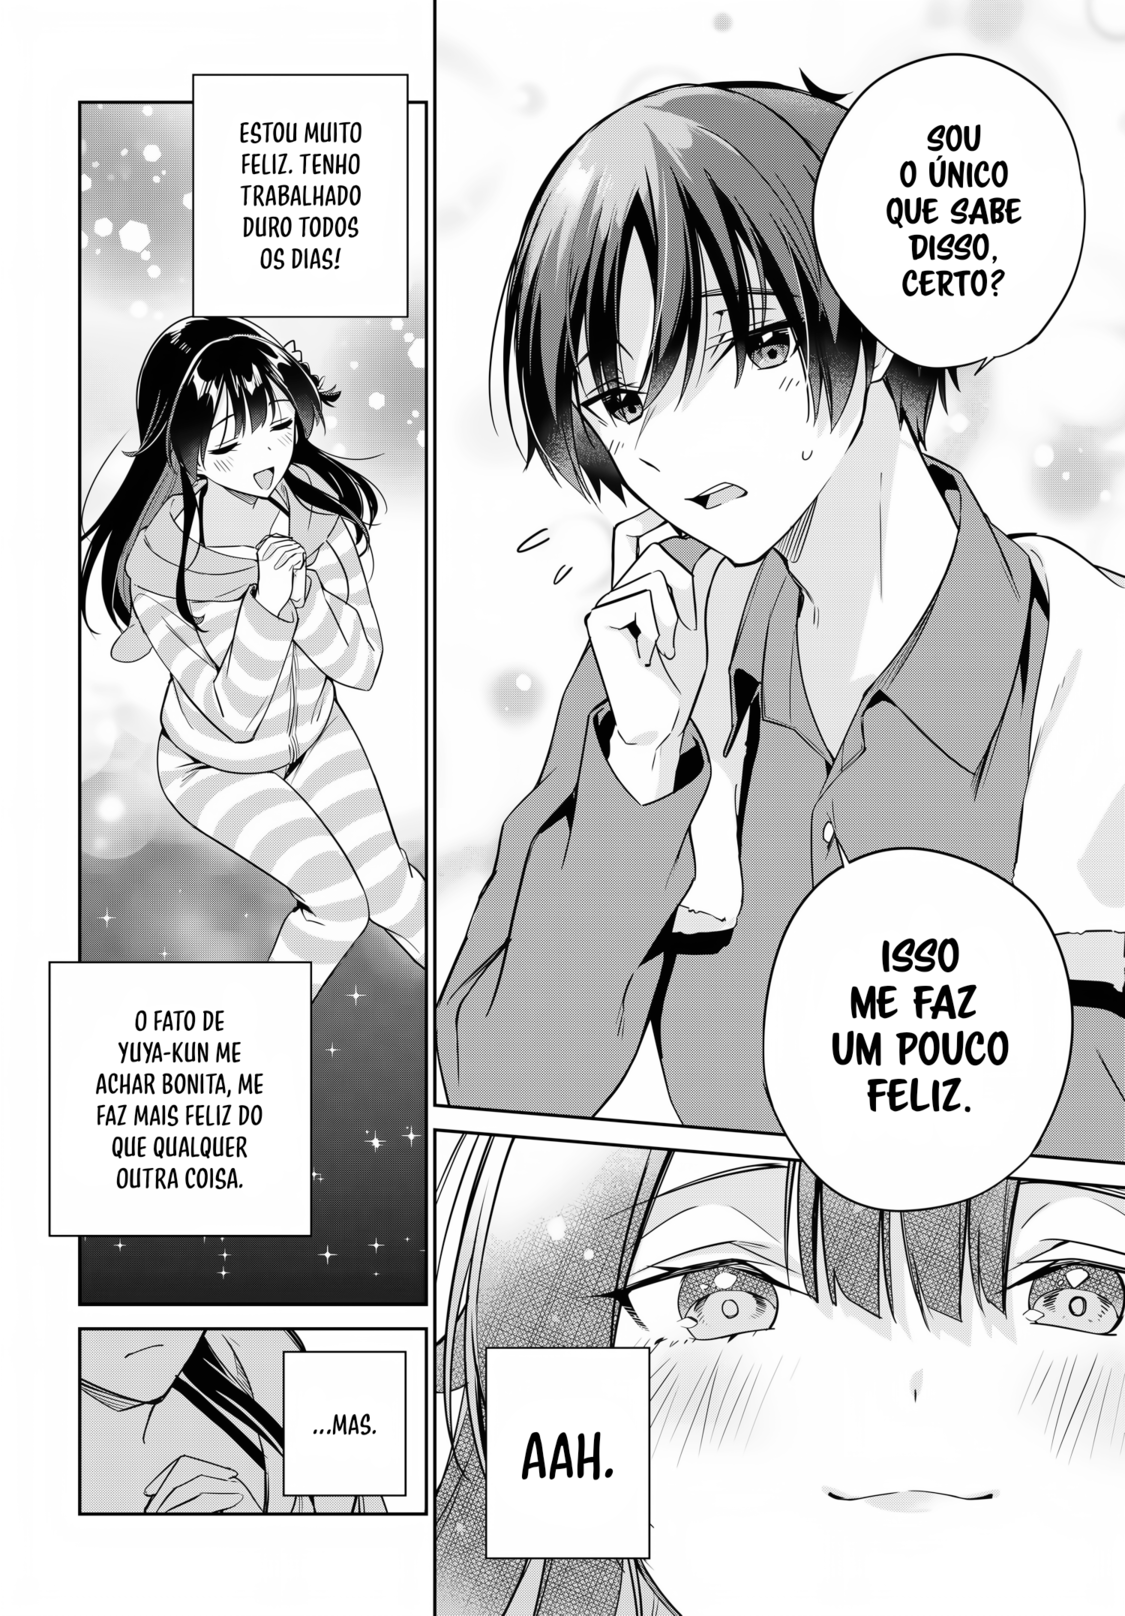 SOU
O ÚNICO
QUE SABE
DISSO,
CERTO?
ISSO
ME FAZ
UM POUCO
FELIZ.
AAH.
ESTOU MUITO
FELIZ. TENHO
TRABALHADO
DURO TODOS
OS DIAS!
O FATO DE
YUYA-KUN ME
ACHAR BONITA, ME
FAZ MAIS FELIZ DO
QUE QUALQUER
OUTRA COISA.
...MAS.